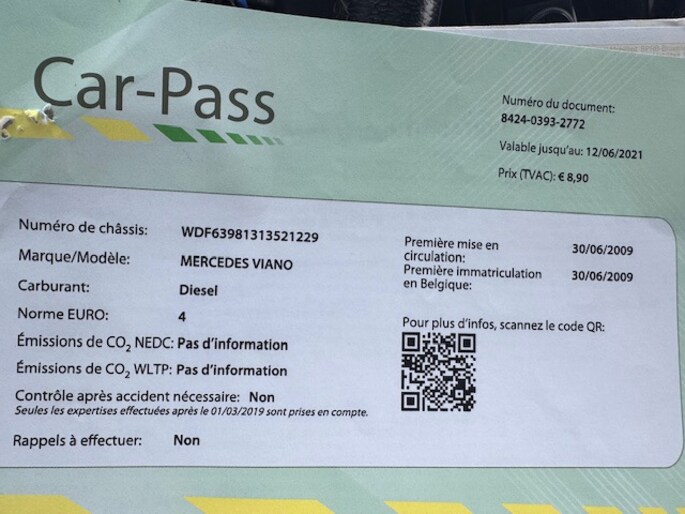 Car-Pass
Numéro du document:
8424-0393-2772
Valable jusqu'au: 12/06/2021
Prix (TVAC): € 8,90
Numéro de châssis: WDF63981313521229
Marque/Modèle: MERCEDES VIANO
Carburant: Diesel
Norme EURO: 4
Émissions de CO2 NEDC: Pas d'information
Émissions de CO2 WLTP: Pas d'information
Contrôle après accident nécessaire: Non
Seules les expertises effectuées après le 01/03/2019 sont prises en compte.
Rappels à effectuer: Non
Première mise en
circulation: 30/06/2009
Première immatriculation
en Belgique: 30/06/2009
Pour plus d'infos, scannez le code QR: